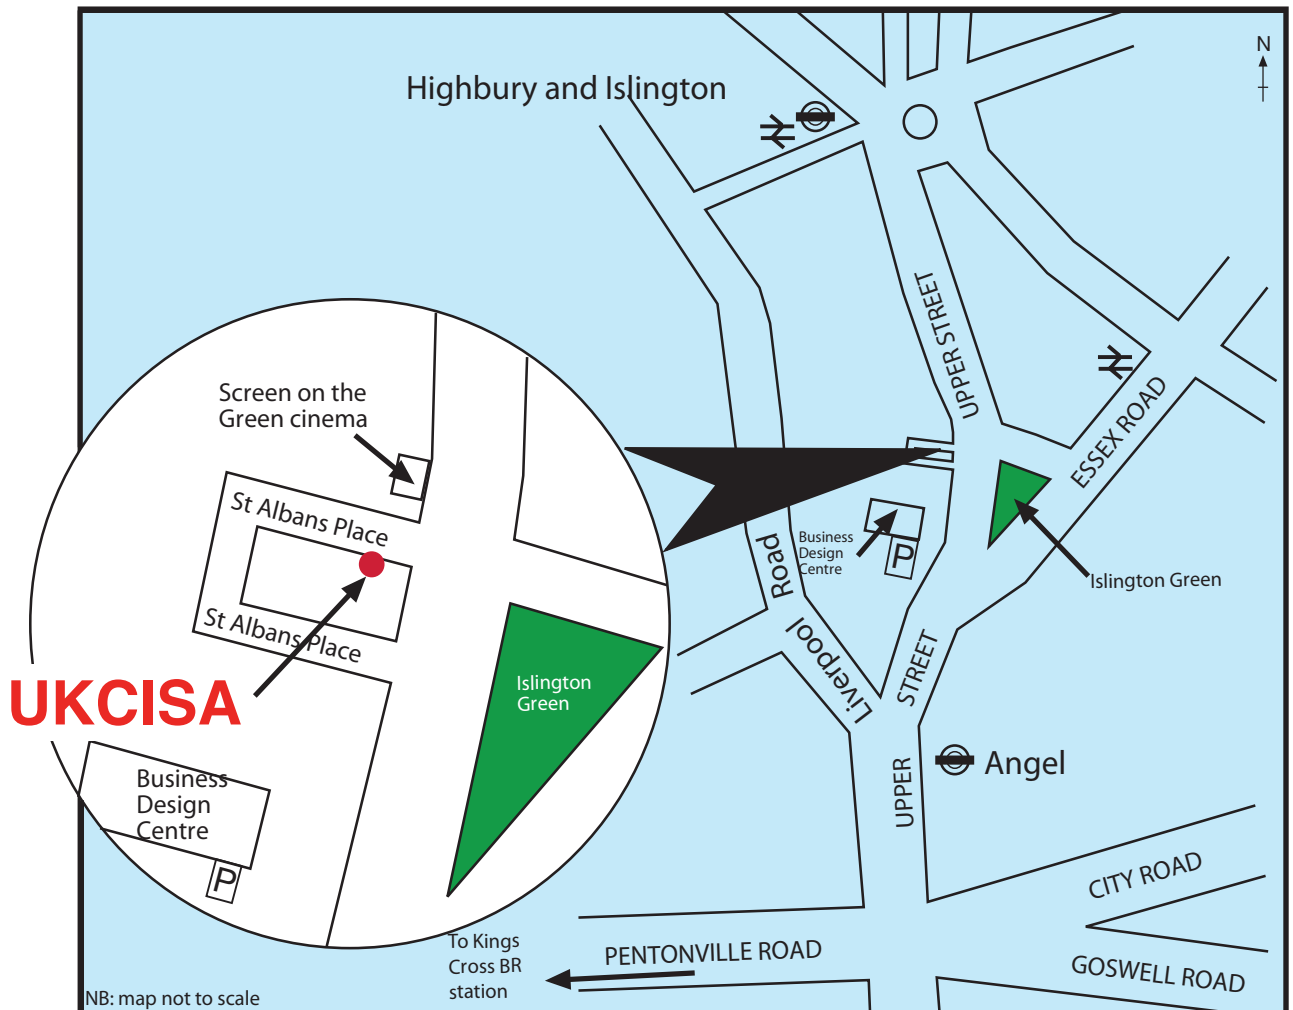 N
Highbury and Islington
UPPER STREET
Screen on the
Green cinema
ESSEX ROAD
St Albans Place
Business
Design
Centre
P
Road
Islington Green
St Albans Place
Liverpool
STREET
UKCISA
Islington
Green
Angel
UPPER
Business
Design
Centre
P
CITY ROAD
To Kings
Cross BR
station
PENTONVILLE ROAD
GOSWELL ROAD
NB: map not to scale